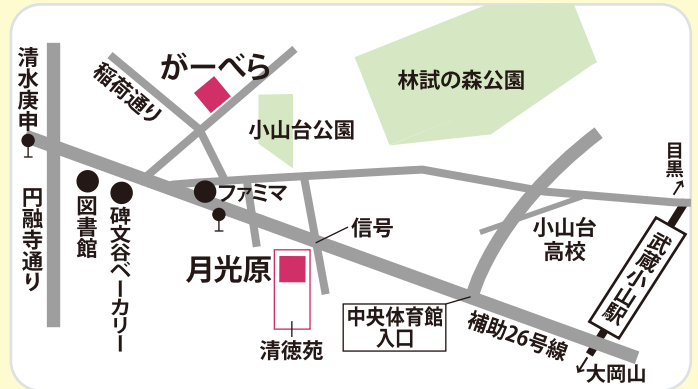 清水庚申
稲荷通り
がーべら
小山台公園
林試の森公園
目黒
円融寺通り
図書館
碑文谷ベーカリー
ファミマ
信号
月光原
清徳苑
中央体育館
入口
補助26号線
小山台
高校
武蔵小山駅
大岡山